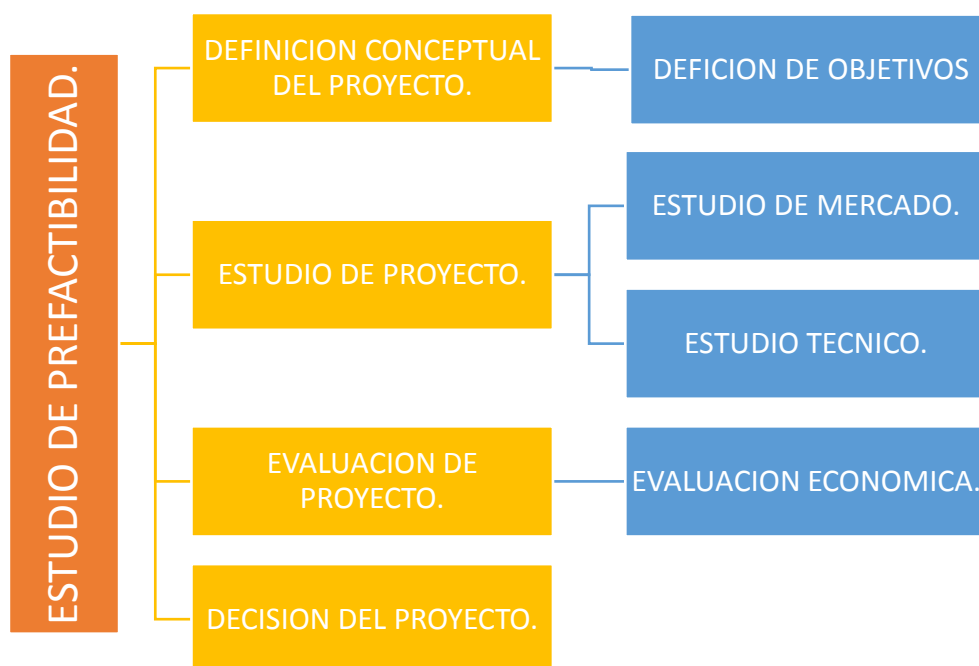 ESTUDIO DE PREFACTIBILIDAD.
DEFINICION CONCEPTUAL
DEL PROYECTO.
DEFICION DE OBJETIVOS
ESTUDIO DE PROYECTO.
ESTUDIO DE MERCADO.
ESTUDIO TECNICO.
EVALUACION DE
PROYECTO.
EVALUACION ECONOMICA.
DECISION DEL PROYECTO.